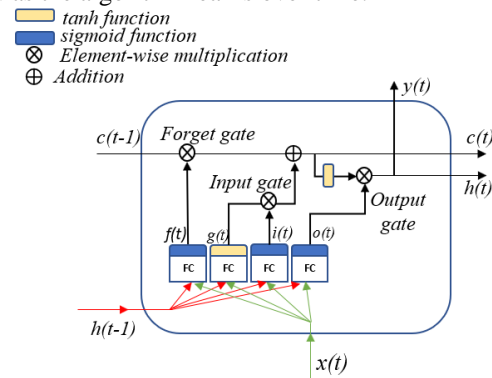 tanh function
sigmoid function
Element-wise multiplication
Addition
y(t)
c(t-1) Forget gate c(t)
Input gate h(t)
Output
gate
f(t) g(t) i(t) o(t)
FC FC FC FC
h(t-1)
x(t)